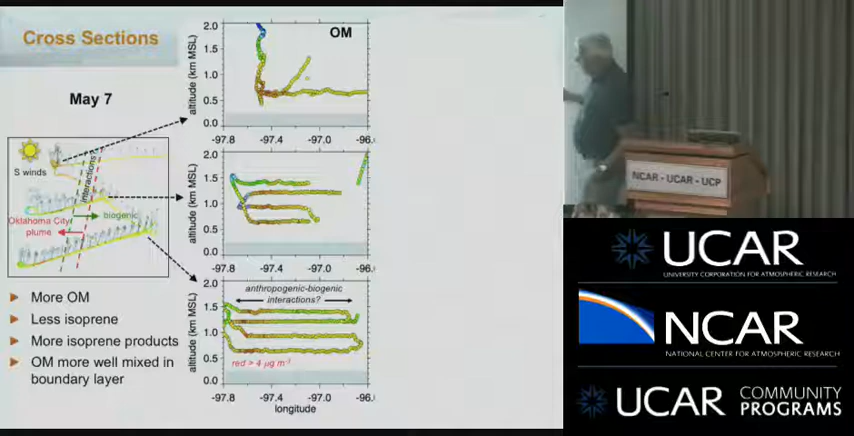 Cross Sections
May 7
S winds
interactions
Oklahoma City
plume
biogenic
More OM
Less isoprene
More isoprene products
OM more well mixed in
boundary layer
OM
altitude (km MSL)
2.0
1.5
1.0
0.5
0.0
-97.8 -97.4 -97.0 -96.
altitude (km MSL)
2.0
1.5
1.0
0.5
0.0
-97.8 -97.4 -97.0 -96.
anthropogenic-biogenic
interactions?
altitude (km MSL)
2.0
1.5
1.0
0.5
0.0
red > 4 μg m⁻³
-97.8 -97.4 -97.0 -96.
longitude
NCAR - UCAR - UCP
UCAR
UNIVERSITY CORPORATION FOR ATMOSPHERIC RESEARCH
NCAR
NATIONAL CENTER FOR ATMOSPHERIC RESEARCH
UCAR COMMUNITY
PROGRAMS